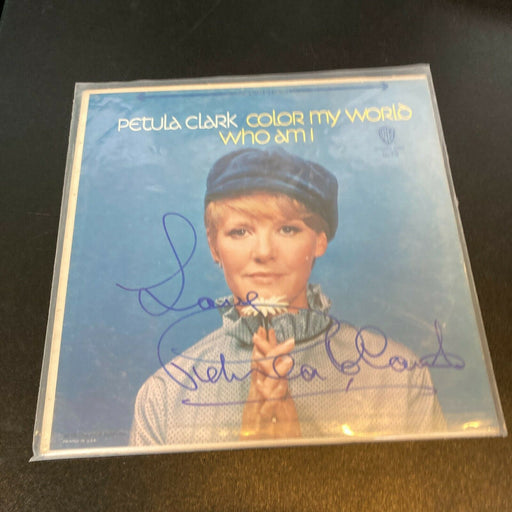 PETULA CLARK COLOR MY WORLD
WHO AM I
Love
Petula Clark